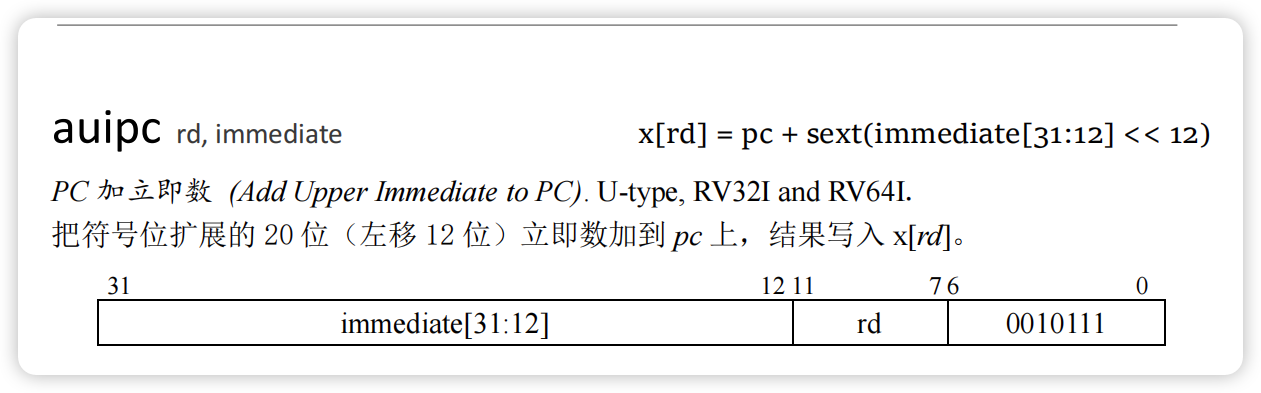 auipc rd, immediate x[rd] = pc + sext(immediate[31:12] << 12)
PC 加立即数 (Add Upper Immediate to PC). U-type, RV32I and RV64I.
把符号位扩展的 20 位（左移 12 位）立即数加到 pc 上，结果写入 x[rd]。
31 12 11 7 6 0
immediate[31:12] rd 0010111